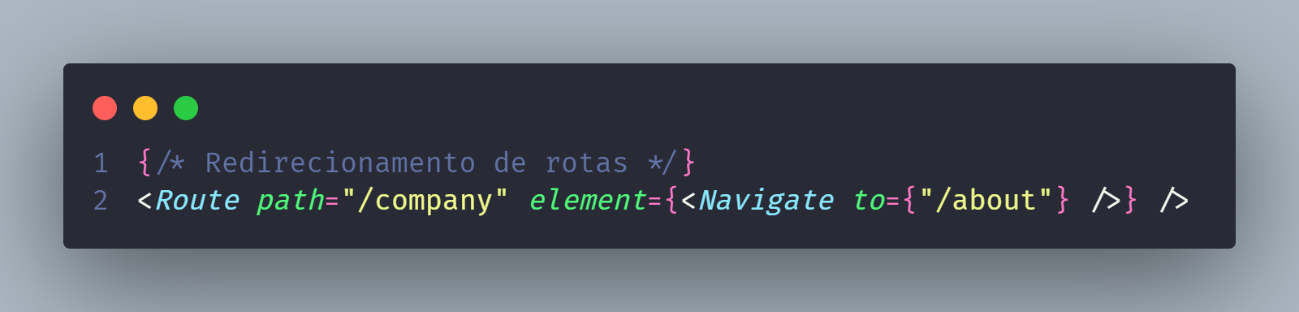 1 {/* Redirecionamento de rotas */}
2 <Route path="/company" element={<Navigate to={"/about"} />} />